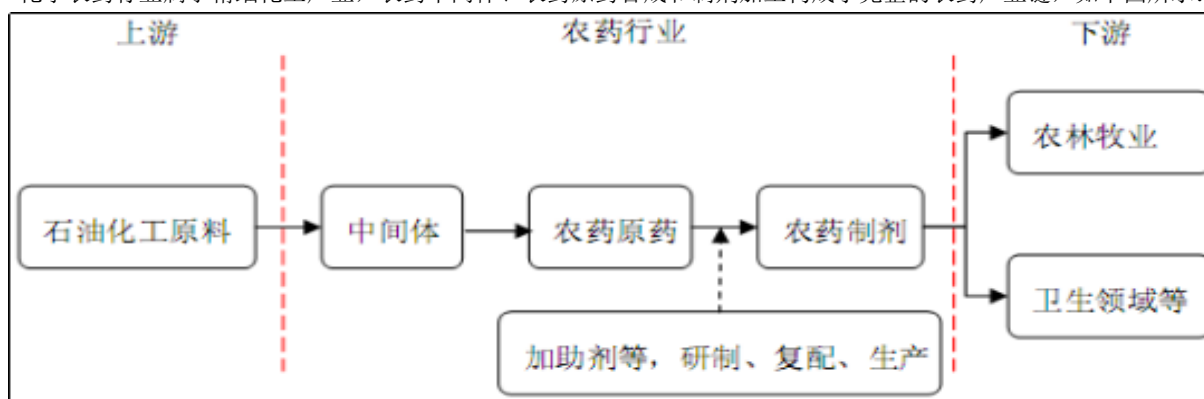 上游 农药行业 下游
农林牧业
石油化工原料 中间体 农药原药 农药制剂
卫生领域等
加助剂等，研制、复配、生产